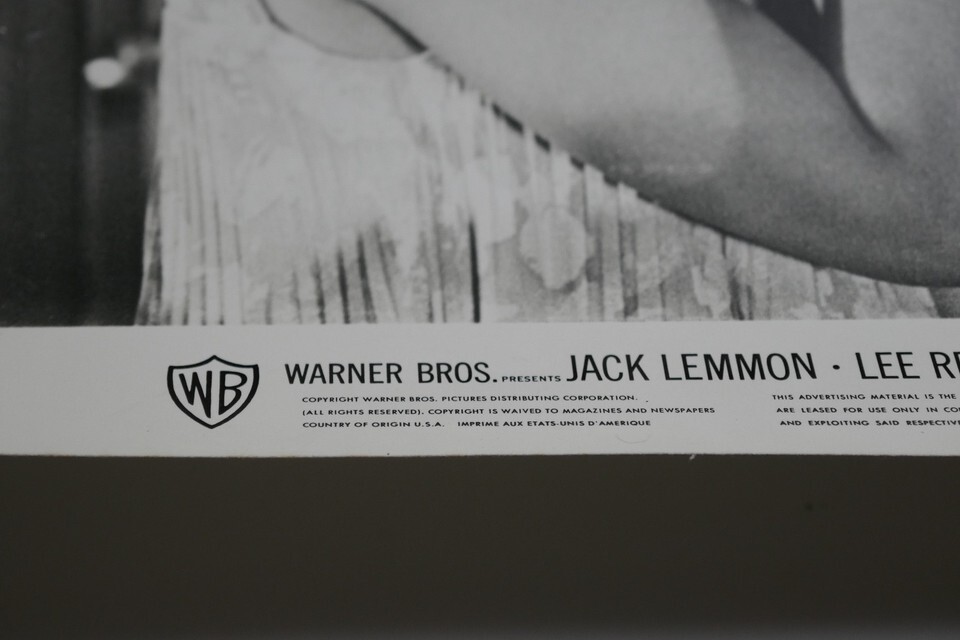 WB
WARNER BROS. PRESENTS JACK LEMMON · LEE
COPYRIGHT WARNER BROS. PICTURES DISTRIBUTING CORPORATION.
(ALL RIGHTS RESERVED). COPYRIGHT IS WAIVED TO MAGAZINES AND NEWSPAPERS
COUNTRY OF ORIGIN U.S.A. IMPRIME AUX ETATS-UNIS D'AMERIQUE
THIS ADVERTISING MATERIAL IS THE
ARE LEASED FOR USE ONLY IN
AND EXPLOITING SAID